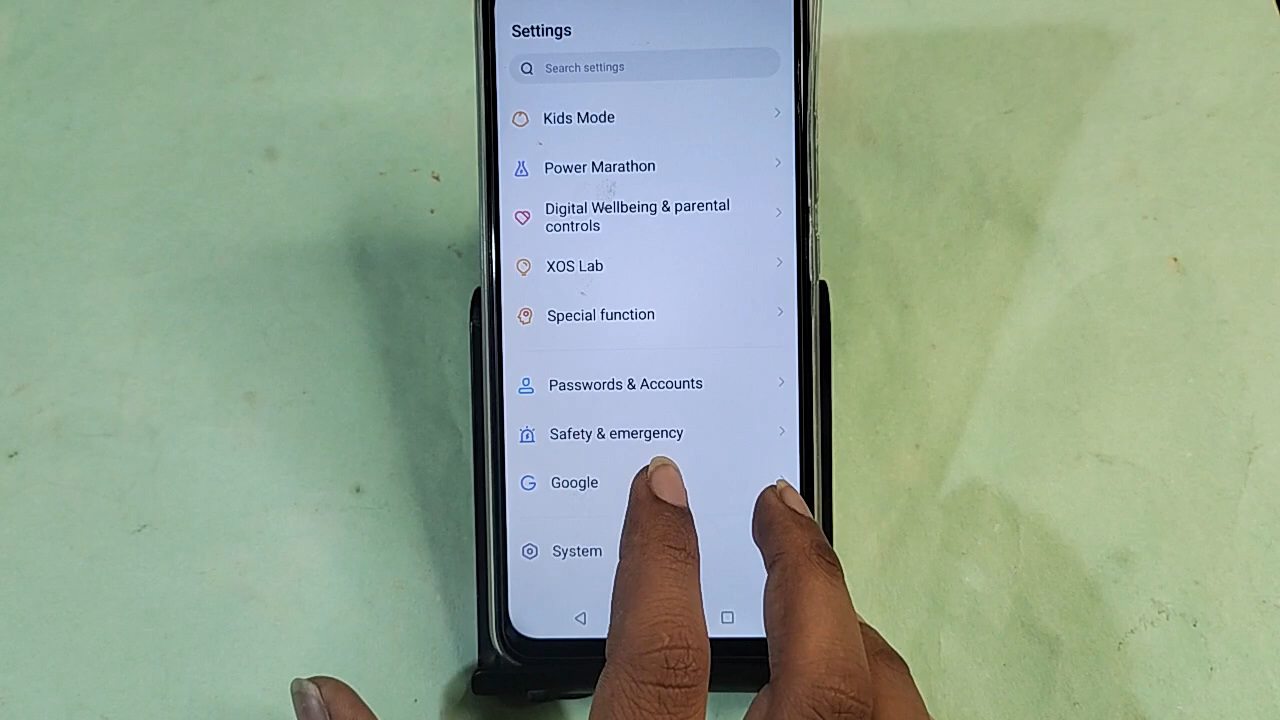 Settings
Search settings
Kids Mode
Power Marathon
Digital Wellbeing & parental
controls
XOS Lab
Special function
Passwords & Accounts
Safety & emergency
Google
System